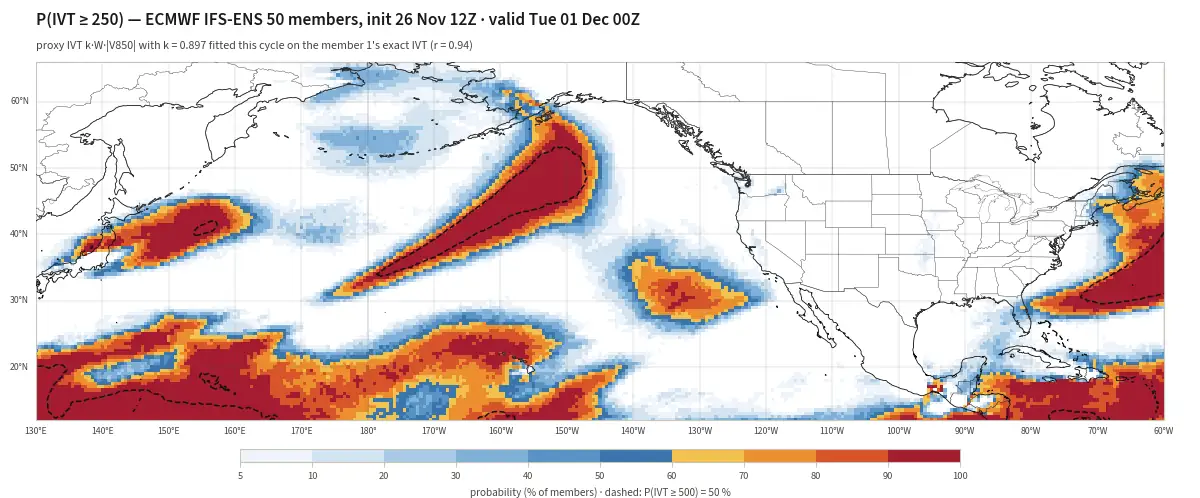 P(IVT ≥ 250) — ECMWF IFS-ENS 50 members, init 26 Nov 12Z · valid Tue 01 Dec 00Z
proxy IVT k·W·|V850| with k = 0.897 fitted this cycle on the member 1's exact IVT (r = 0.94)
60°N
50°N
40°N
30°N
20°N
130°E 140°E 150°E 160°E 170°E 180° 170°W 160°W 150°W 140°W 130°W 120°W 110°W 100°W 90°W 80°W 70°W 60°W
5 10 20 30 40 50 60 70 80 90 100
probability (% of members) · dashed: P(IVT ≥ 500) = 50 %